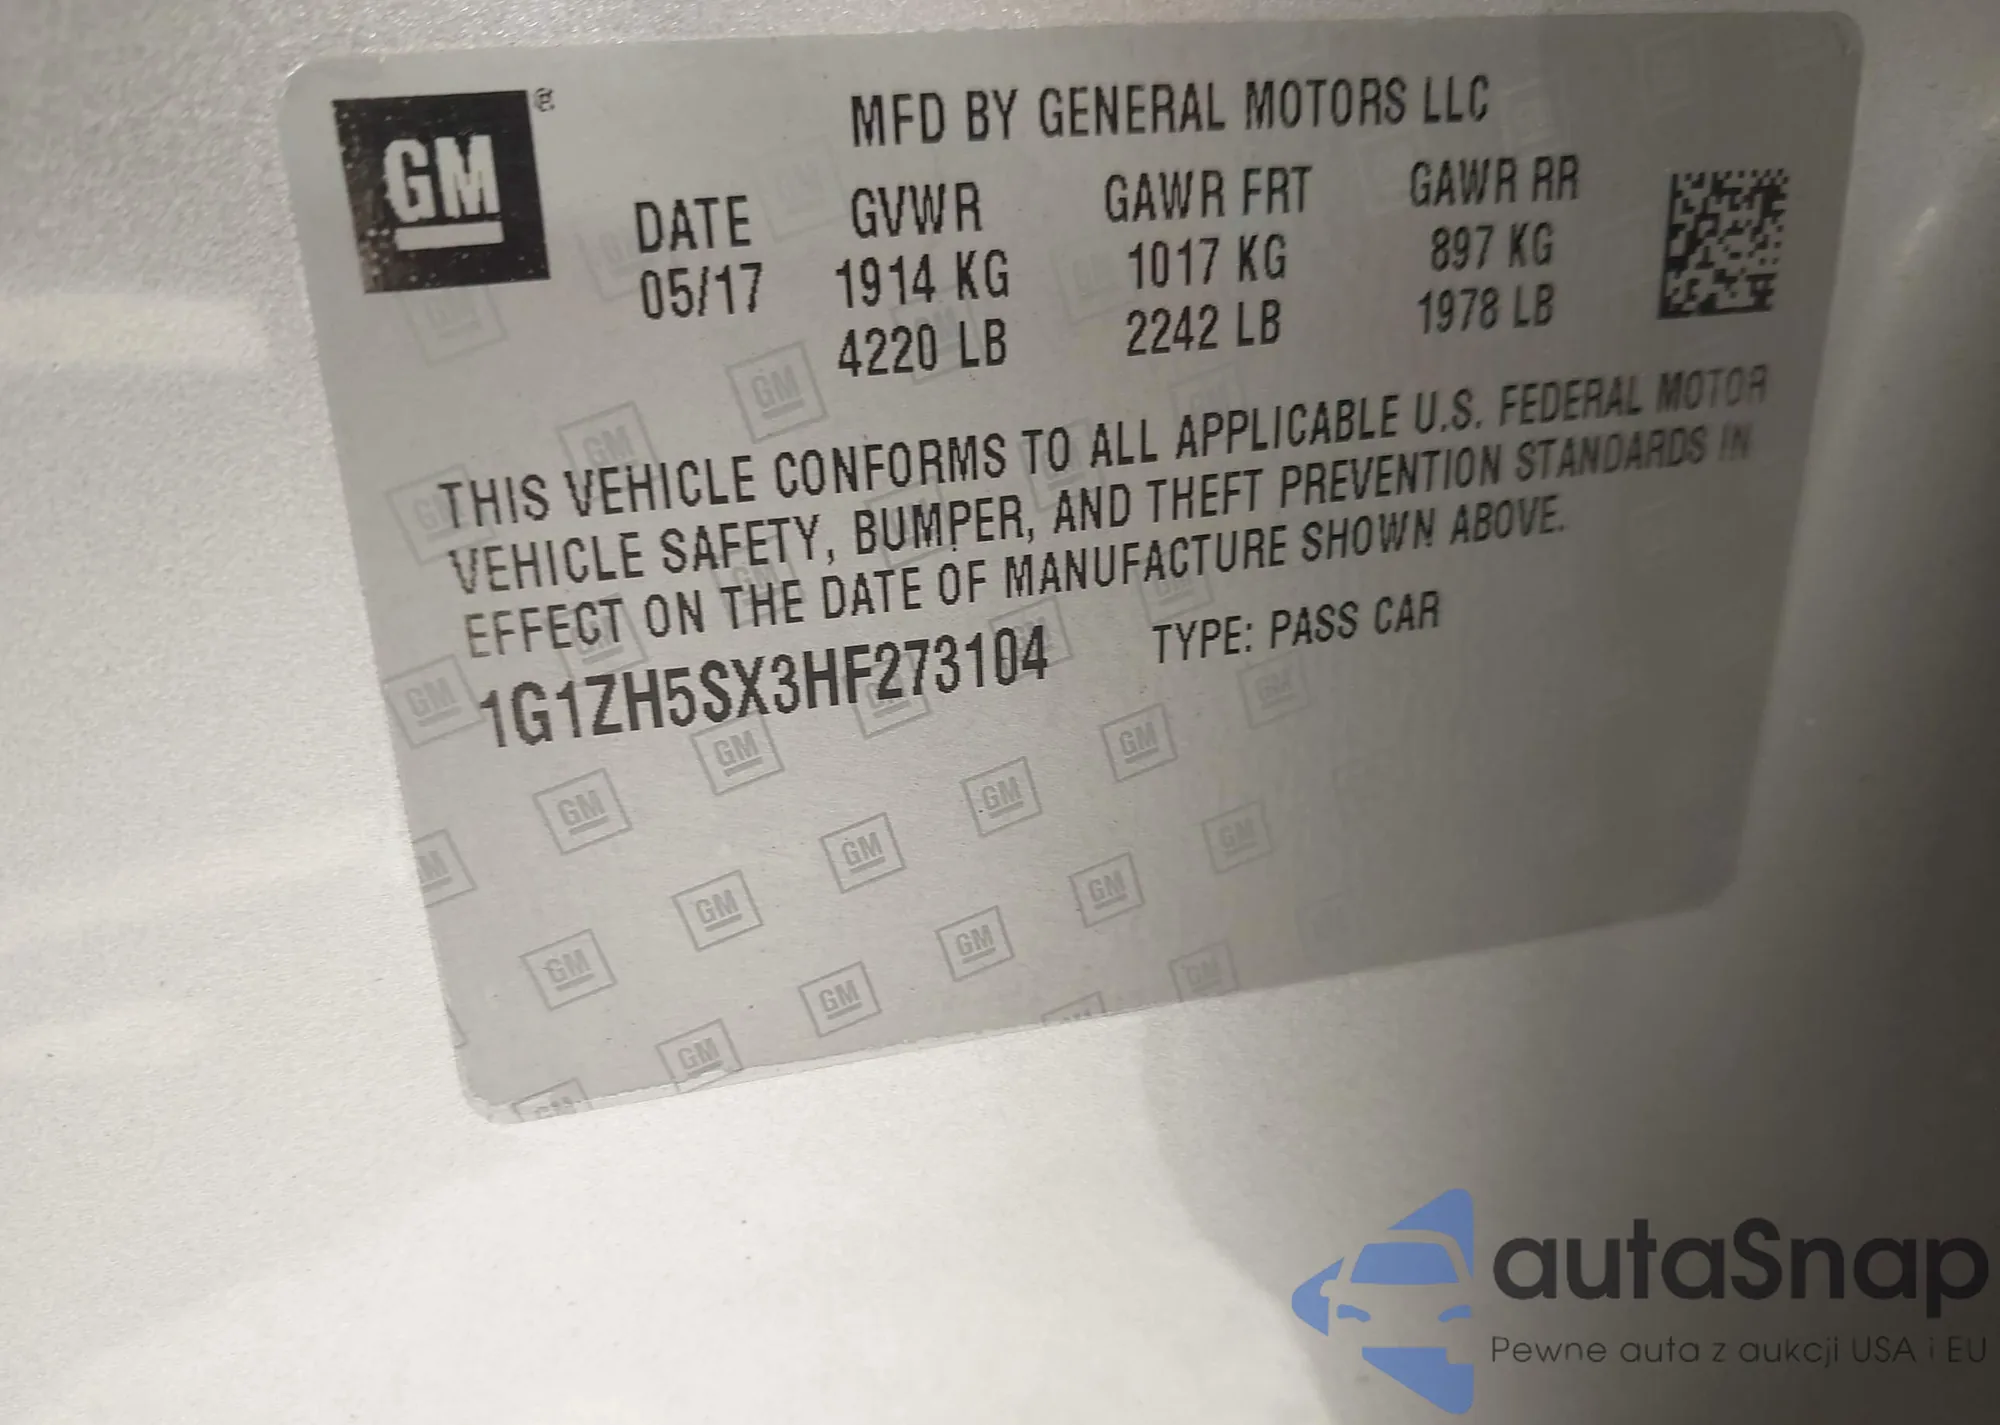 GM®
MFD BY GENERAL MOTORS LLC
DATE GVWR GAWR FRT GAWR RR
05/17 1914 KG 1017 KG 897 KG
4220 LB 2242 LB 1978 LB
THIS VEHICLE CONFORMS TO ALL APPLICABLE U.S. FEDERAL MOTOR
VEHICLE SAFETY, BUMPER, AND THEFT PREVENTION STANDARDS IN
EFFECT ON THE DATE OF MANUFACTURE SHOWN ABOVE.
1G1ZH5SX3HF273104 TYPE: PASS CAR
autaSnap
Pewne auta z aukcji USA i EU